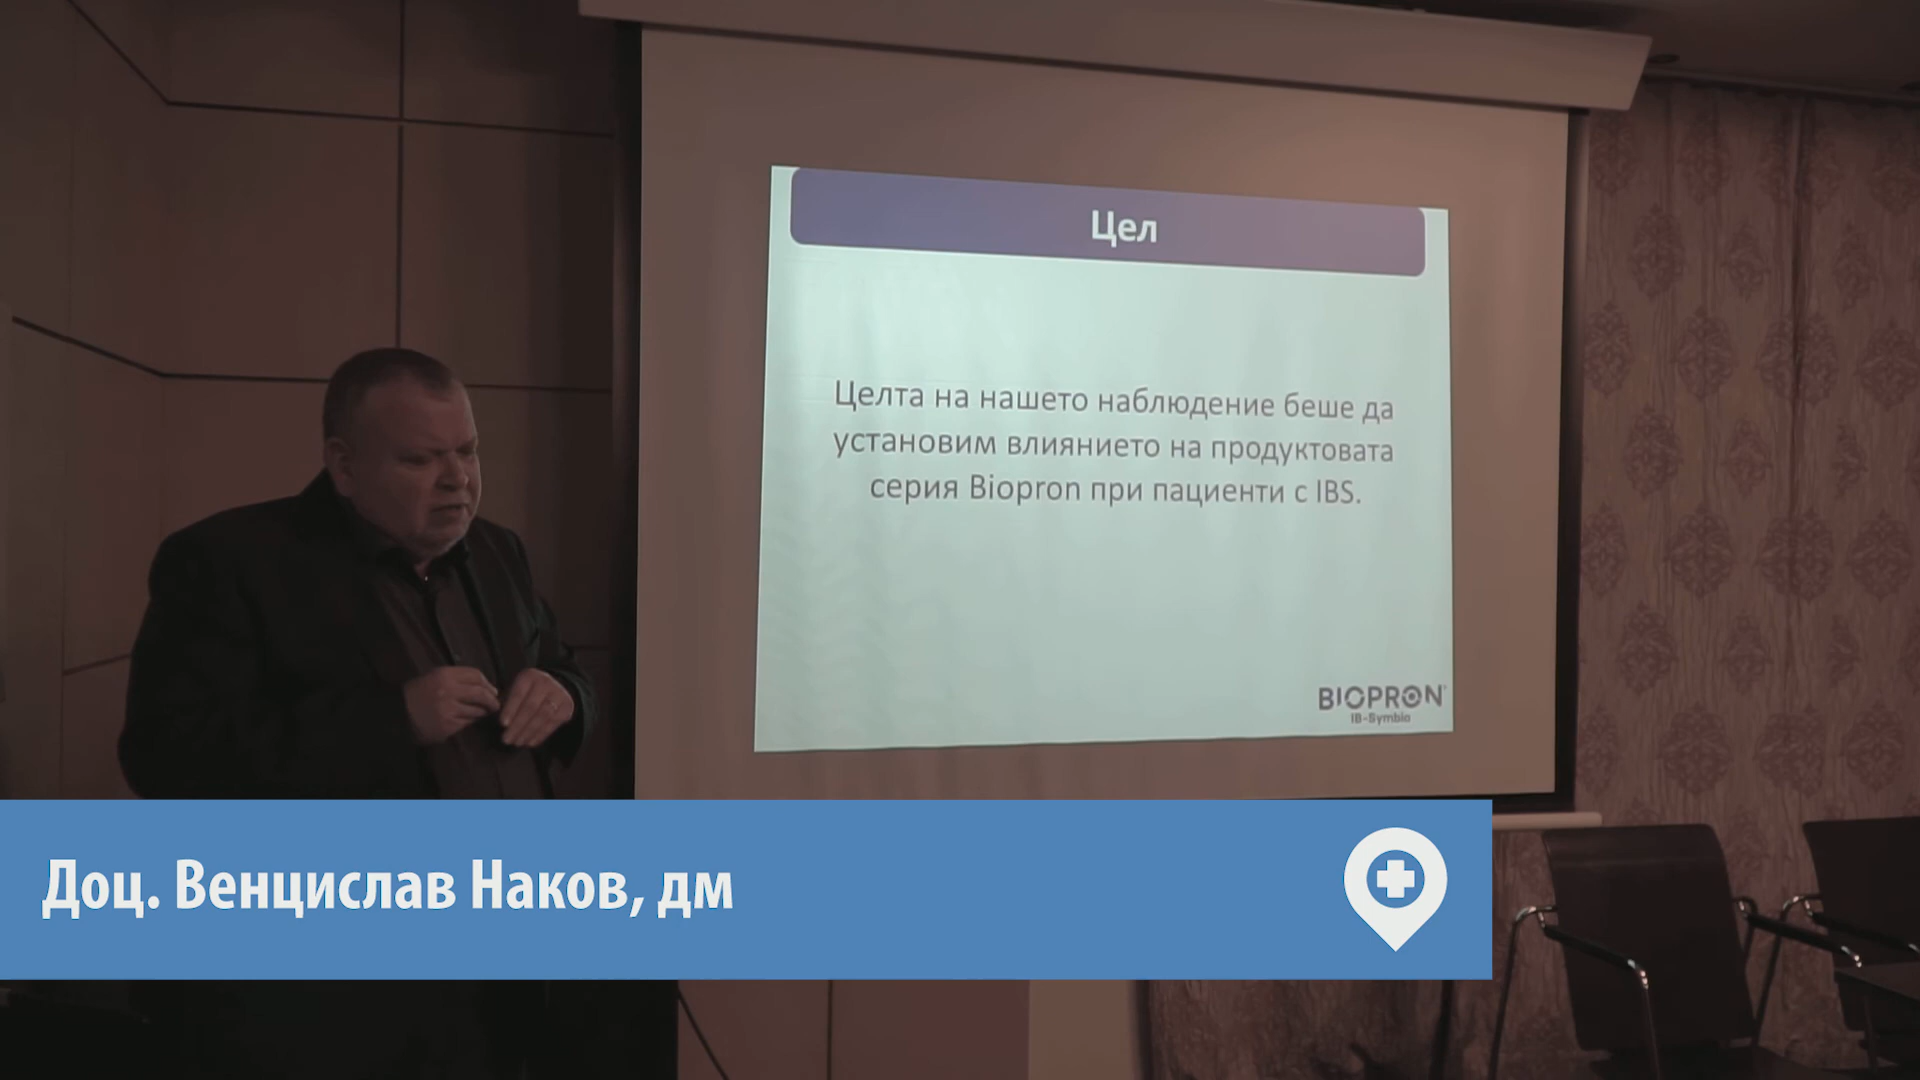 Цел
Целта на нашето наблюдение беше да
установим влиянието на продуктовата
серия Biopron при пациенти с IBS.
BIOPRON
IB-Symbio
Доц. Венцислав Наков, дм